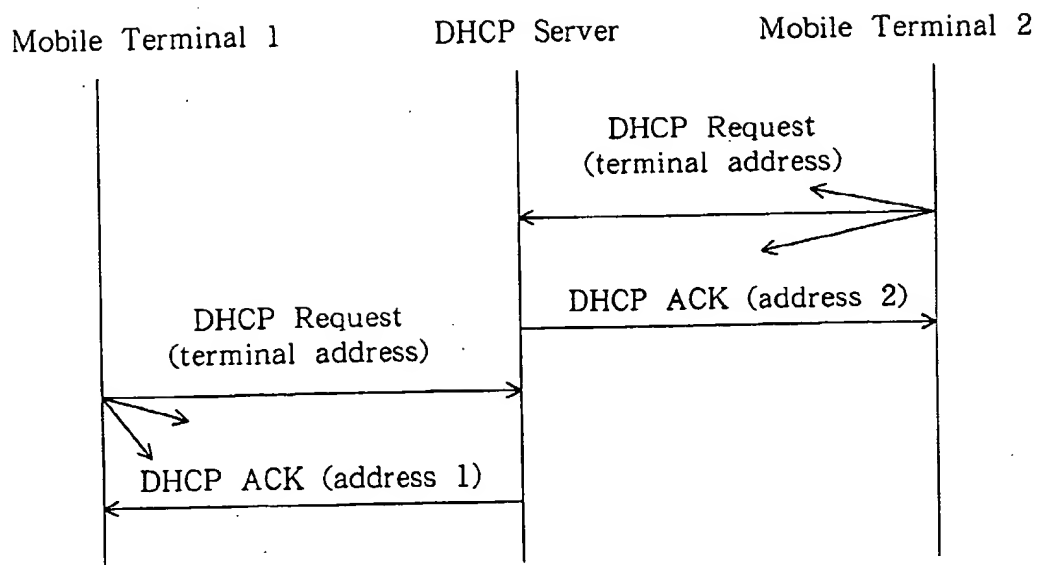 Mobile Terminal 1
DHCP Server
Mobile Terminal 2
DHCP Request
(terminal address)
DHCP ACK (address 2)
DHCP Request
(terminal address)
DHCP ACK (address 1)